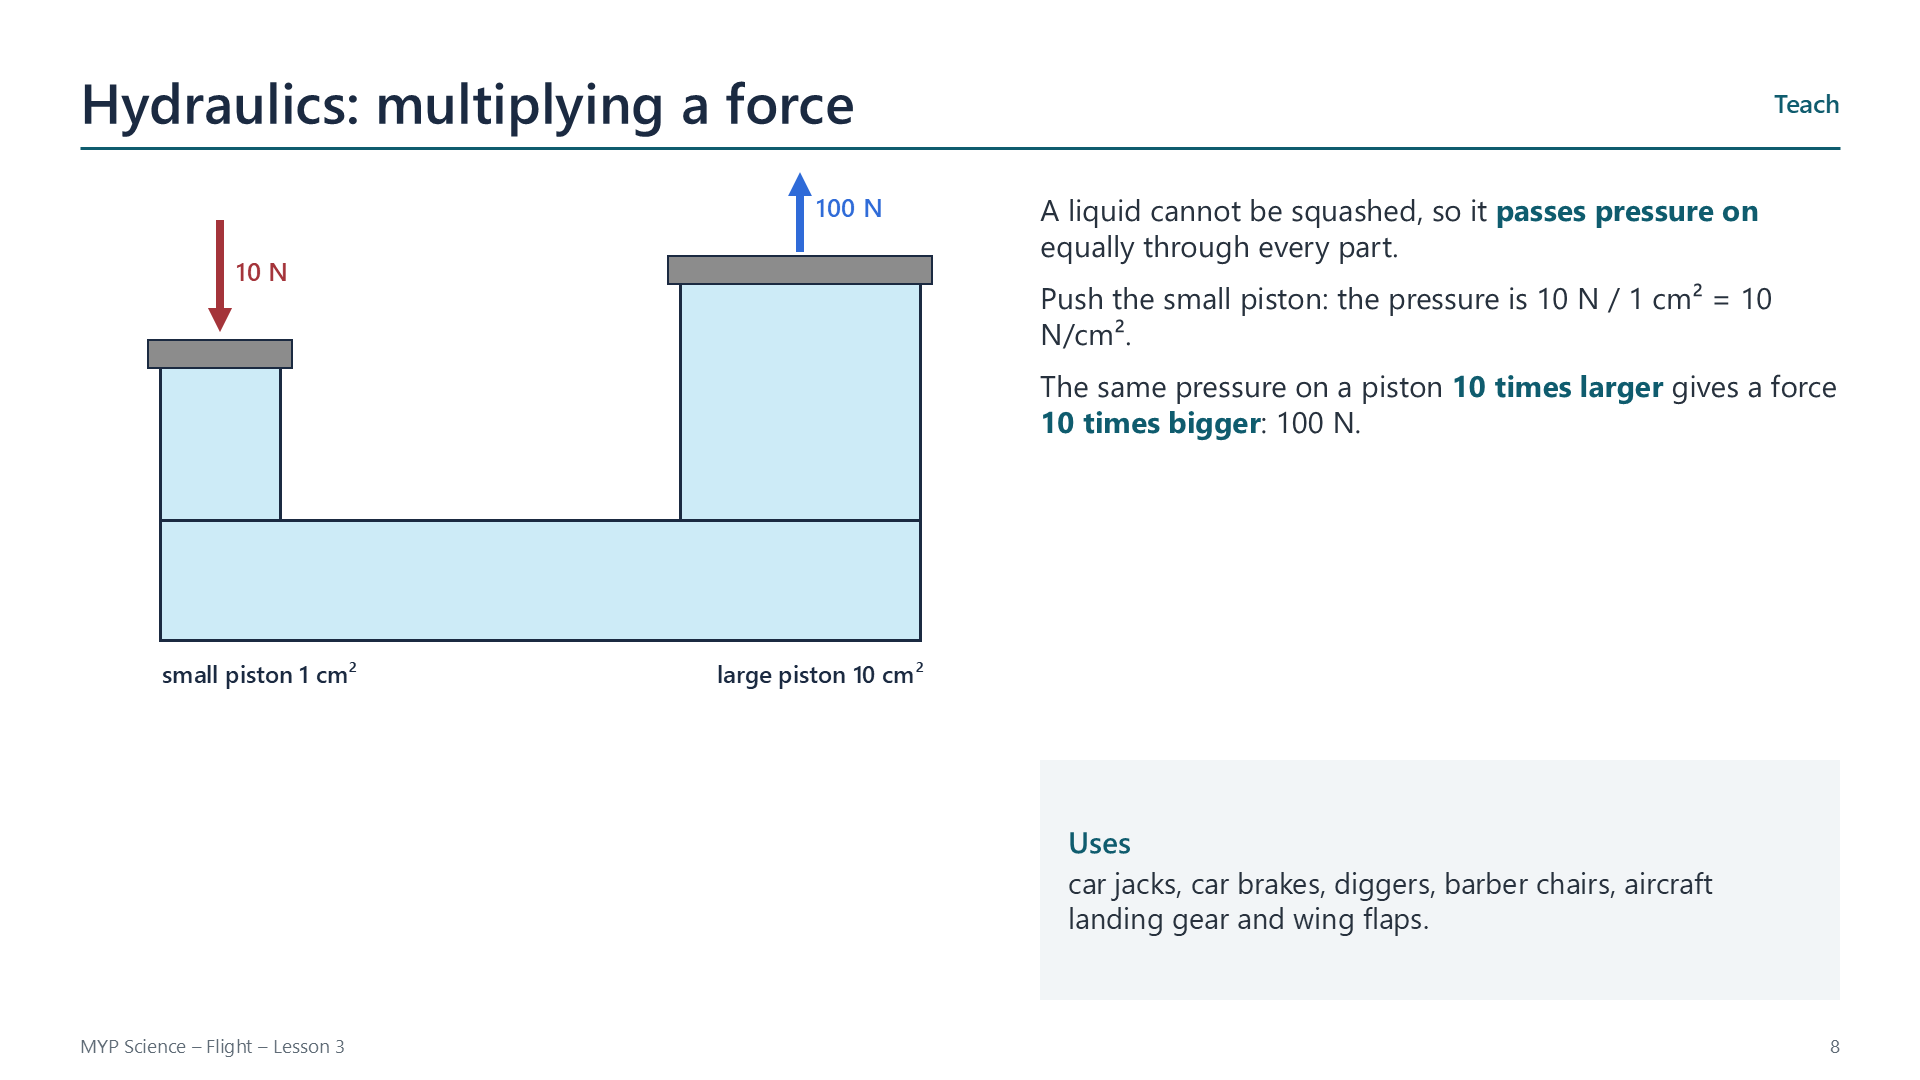 Hydraulics: multiplying a force
Teach
10 N
100 N
small piston 1 cm²
large piston 10 cm²
A liquid cannot be squashed, so it passes pressure on
equally through every part.
Push the small piston: the pressure is 10 N / 1 cm² = 10
N/cm².
The same pressure on a piston 10 times larger gives a force
10 times bigger: 100 N.
Uses
car jacks, car brakes, diggers, barber chairs, aircraft
landing gear and wing flaps.
MYP Science – Flight – Lesson 3
8